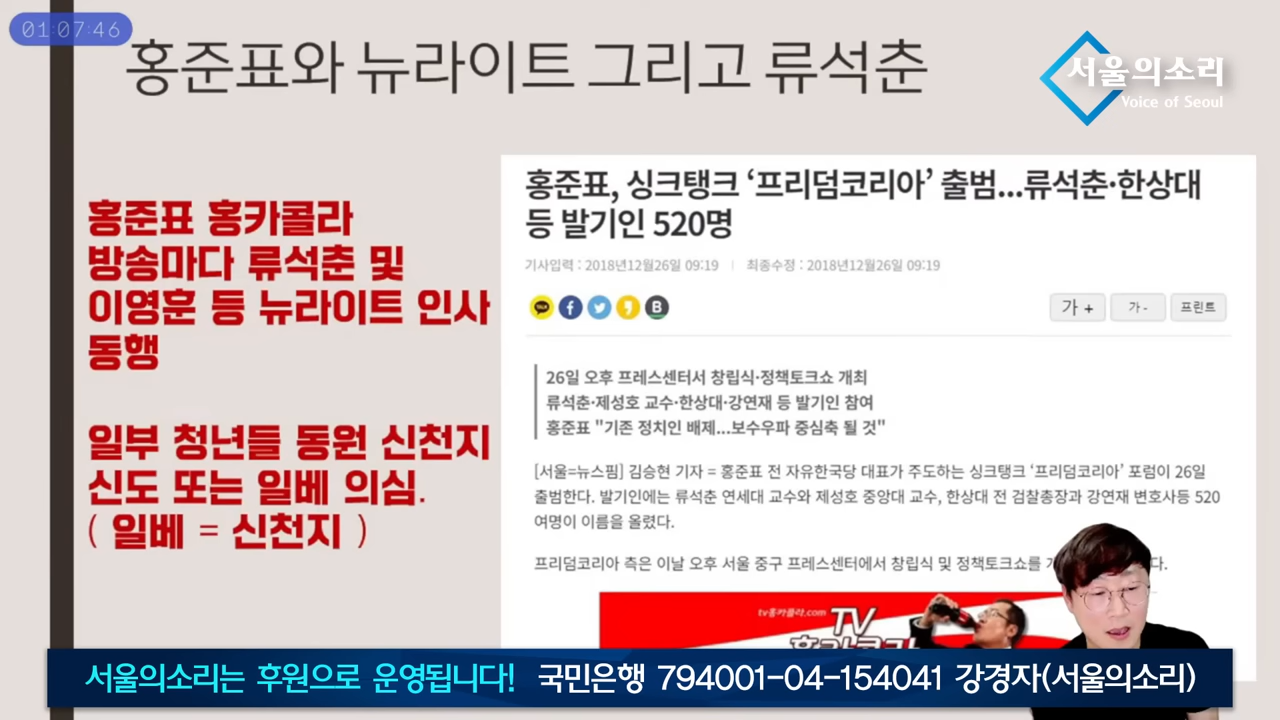 01:07:46
홍준표와 뉴라이트 그리고 류석춘
서울의소리
Voice of Seoul
홍준표 홍카콜라
방송마다 류석춘 및
이영훈 등 뉴라이트 인사
동행
일부 청년들 동원 신천지
신도 또는 일베 의심.
( 일베 = 신천지 )
홍준표, 싱크탱크 ‘프리덤코리아’ 출범...류석춘·한상대
등 발기인 520명
기사입력 : 2018년12월26일 09:19 | 최종수정 : 2018년12월26일 09:19
TALK
B
가 +
가 -
프린트
26일 오후 프레스센터서 창립식·정책토크쇼 개최
류석춘·제성호 교수·한상대·강연재 등 발기인 참여
홍준표 "기존 정치인 배제...보수우파 중심축 될 것"
[서울=뉴스핌] 김승현 기자 = 홍준표 전 자유한국당 대표가 주도하는 싱크탱크 ‘프리덤코리아’ 포럼이 26일
출범한다. 발기인에는 류석춘 연세대 교수와 제성호 중앙대 교수, 한상대 전 검찰총장과 강연재 변호사등 520
여명이 이름을 올렸다.
프리덤코리아 측은 이날 오후 서울 중구 프레스센터에서 창립식 및 정책토크쇼를
tv홍카콜라.com
TV
홍카콜라
서울의소리는 후원으로 운영됩니다! 국민은행 794001-04-154041 강경자(서울의소리)